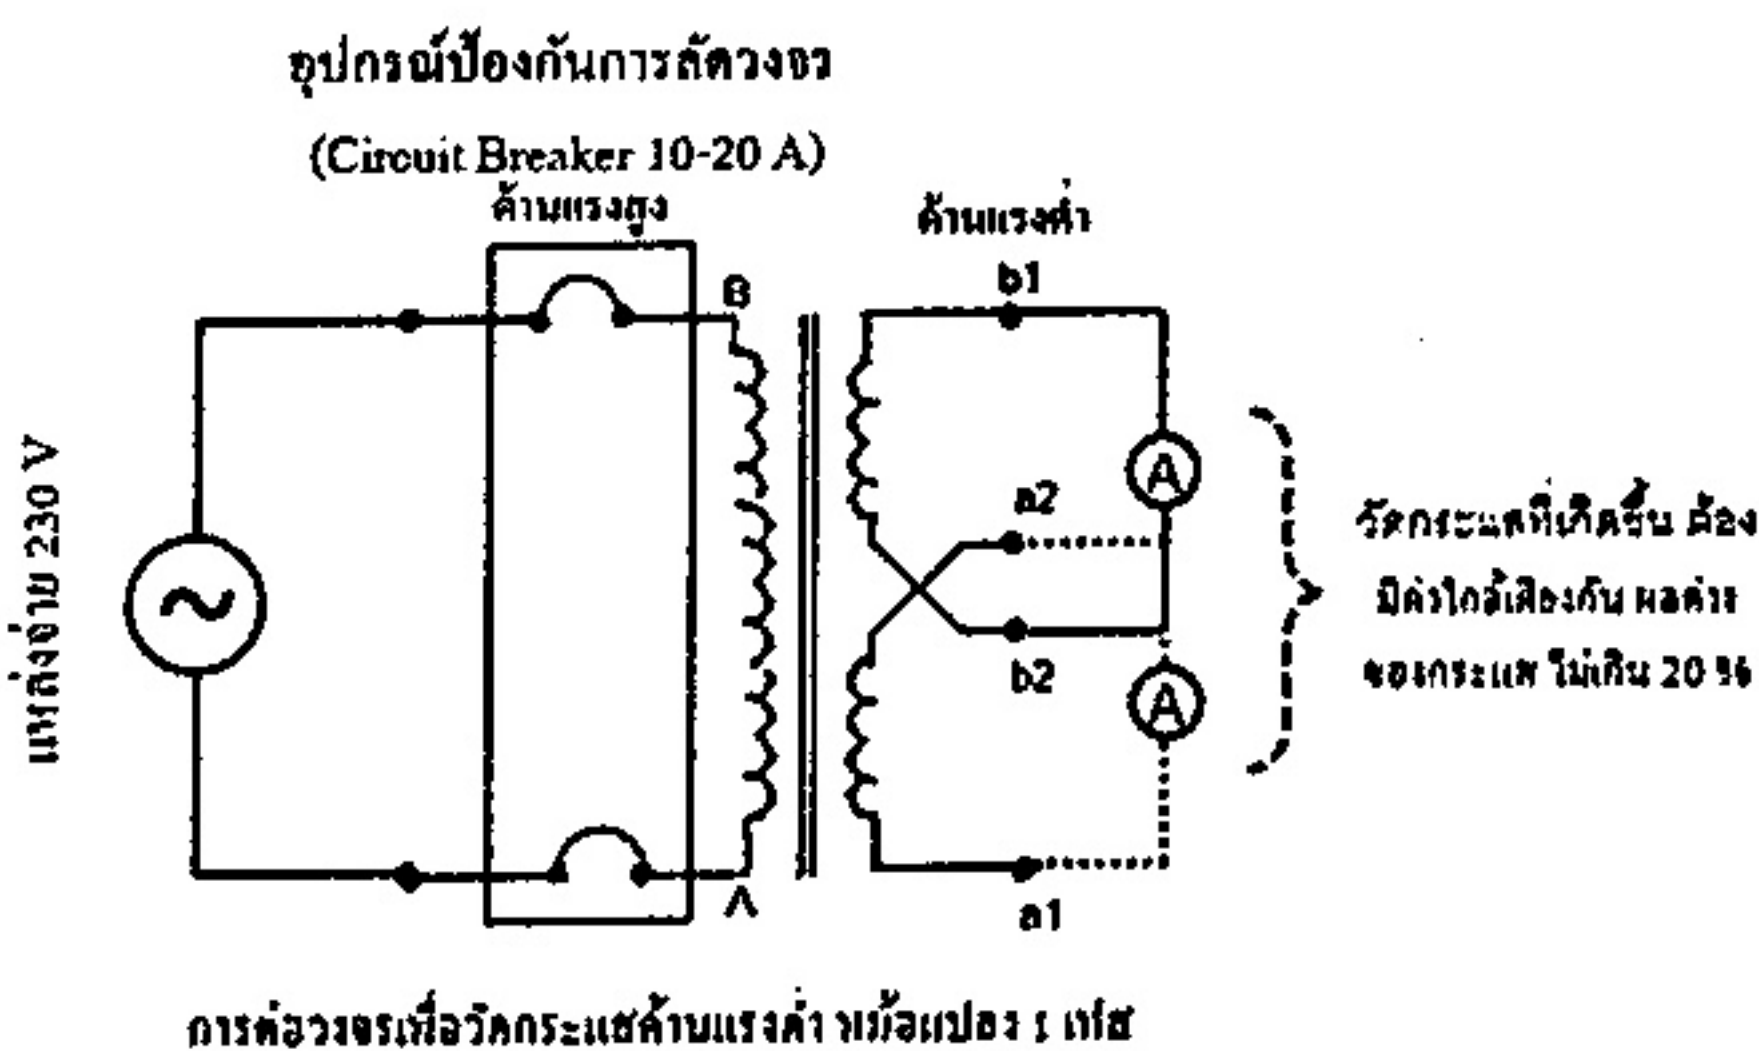 อุปกรณ์ป้องกันการลัดวงจร
(Circuit Breaker 10-20 A)
ด้านแรงสูง
ด้านแรงต่ำ
B
b1
A
a2
แหล่งจ่าย 230 V
วัดกระแสที่เกิดขึ้น ต้อง
มีค่าใกล้เคียงกัน ผลต่าง
ของกระแส ไม่เกิน 20 %
b2
A
A
a1
การต่อวงจรเพื่อวัดกระแสด้านแรงต่ำ หม้อแปลง 1 เฟส